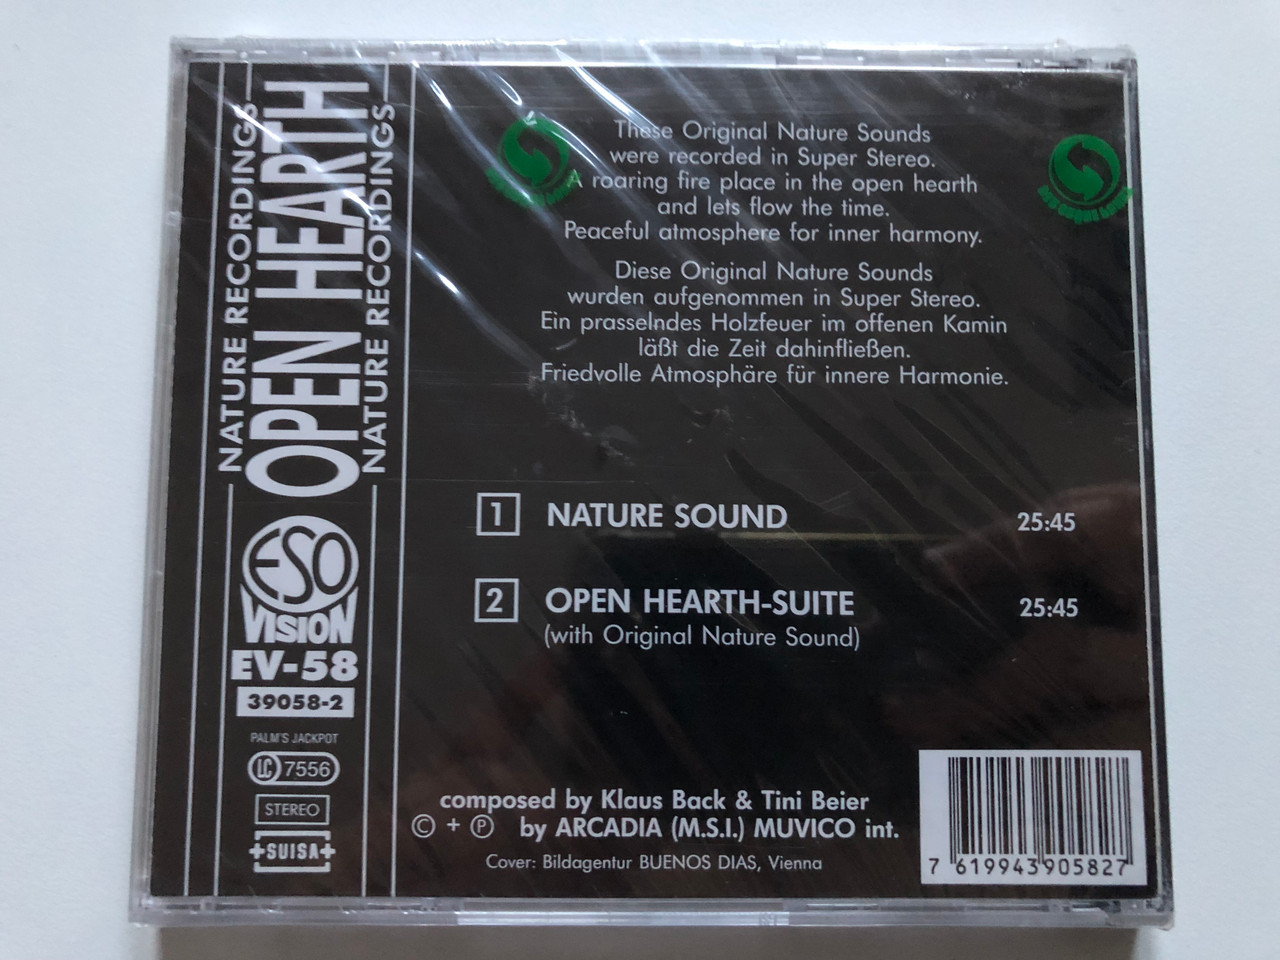 NATURE RECORDINGS
OPEN HEARTH
NATURE RECORDINGS
ESO
VISION
EV-58
39058-2
PALM'S JACKPOT
LC 7556
STEREO
SUISA
These Original Nature Sounds
were recorded in Super Stereo.
A roaring fire place in the open hearth
and lets flow the time.
Peaceful atmosphere for inner harmony.
Diese Original Nature Sounds
wurden aufgenommen in Super Stereo.
Ein prasselndes Holzfeuer im offenen Kamin
läßt die Zeit dahinfließen.
Friedvolle Atmosphäre für innere Harmonie.
1 NATURE SOUND 25:45
2 OPEN HEARTH-SUITE 25:45
(with Original Nature Sound)
composed by Klaus Back & Tini Beier
© + ℗ by ARCADIA (M.S.I.) MUVICO int.
Cover: Bildagentur BUENOS DIAS, Vienna
7 619943 905827